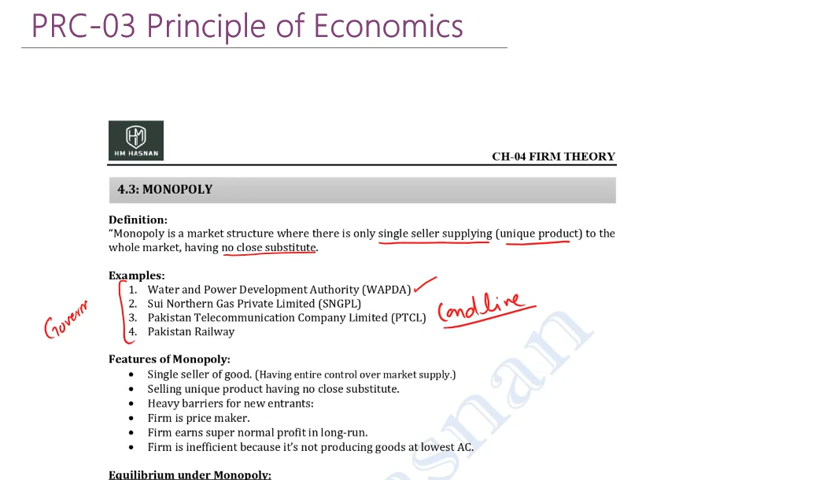 PRC-03 Principle of Economics
HM HASNAN
CH-04 FIRM THEORY
4.3: MONOPOLY
Definition:
"Monopoly is a market structure where there is only single seller supplying (unique product) to the
whole market, having no close substitute.
Examples:
1. Water and Power Development Authority (WAPDA)
2. Sui Northern Gas Private Limited (SNGPL)
3. Pakistan Telecommunication Company Limited (PTCL)
4. Pakistan Railway
Landline
Govern
Features of Monopoly:
• Single seller of good. (Having entire control over market supply.)
• Selling unique product having no close substitute.
• Heavy barriers for new entrants:
• Firm is price maker.
• Firm earns super normal profit in long-run.
• Firm is inefficient because it's not producing goods at lowest AC.
Equilibrium under Monopoly:
snan